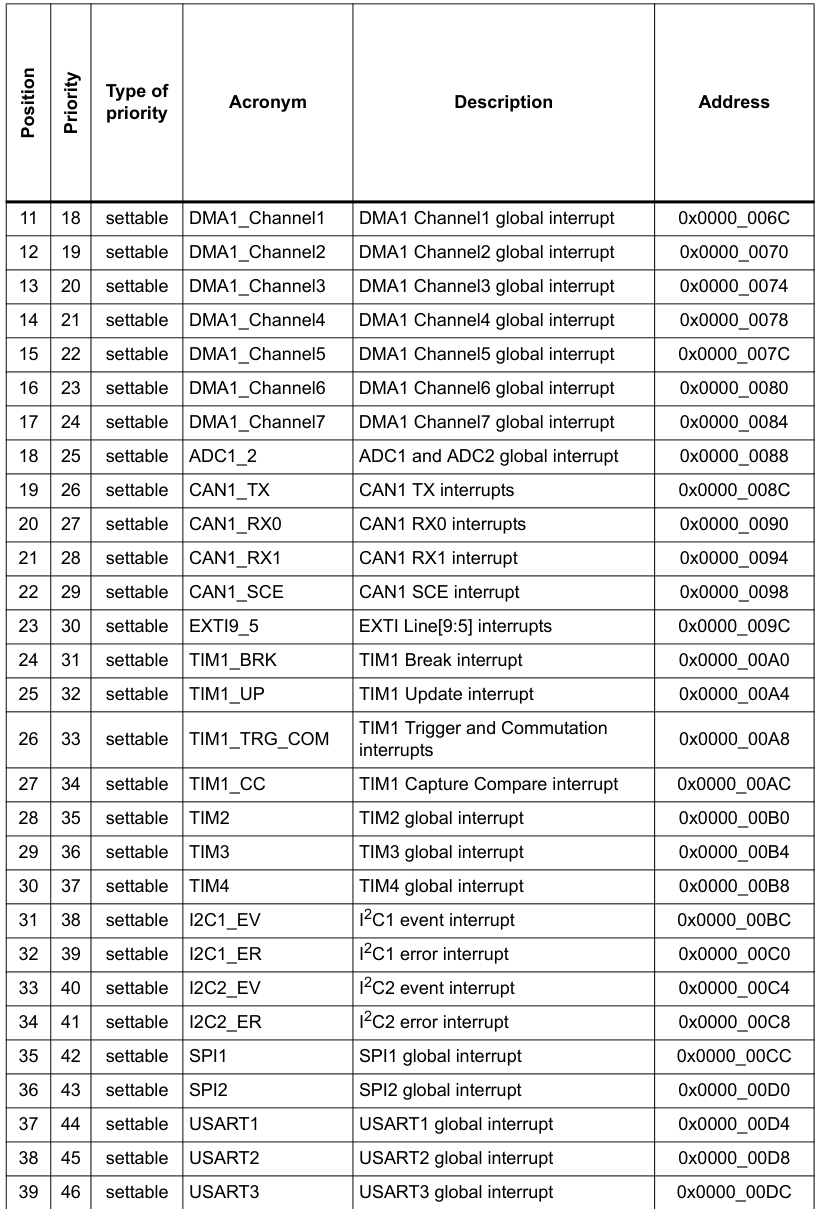 Position Priority Type of priority Acronym Description Address
11 18 settable DMA1_Channel1 DMA1 Channel1 global interrupt 0x0000_006C
12 19 settable DMA1_Channel2 DMA1 Channel2 global interrupt 0x0000_0070
13 20 settable DMA1_Channel3 DMA1 Channel3 global interrupt 0x0000_0074
14 21 settable DMA1_Channel4 DMA1 Channel4 global interrupt 0x0000_0078
15 22 settable DMA1_Channel5 DMA1 Channel5 global interrupt 0x0000_007C
16 23 settable DMA1_Channel6 DMA1 Channel6 global interrupt 0x0000_0080
17 24 settable DMA1_Channel7 DMA1 Channel7 global interrupt 0x0000_0084
18 25 settable ADC1_2 ADC1 and ADC2 global interrupt 0x0000_0088
19 26 settable CAN1_TX CAN1 TX interrupts 0x0000_008C
20 27 settable CAN1_RX0 CAN1 RX0 interrupts 0x0000_0090
21 28 settable CAN1_RX1 CAN1 RX1 interrupt 0x0000_0094
22 29 settable CAN1_SCE CAN1 SCE interrupt 0x0000_0098
23 30 settable EXTI9_5 EXTI Line[9:5] interrupts 0x0000_009C
24 31 settable TIM1_BRK TIM1 Break interrupt 0x0000_00A0
25 32 settable TIM1_UP TIM1 Update interrupt 0x0000_00A4
26 33 settable TIM1_TRG_COM TIM1 Trigger and Commutation interrupts 0x0000_00A8
27 34 settable TIM1_CC TIM1 Capture Compare interrupt 0x0000_00AC
28 35 settable TIM2 TIM2 global interrupt 0x0000_00B0
29 36 settable TIM3 TIM3 global interrupt 0x0000_00B4
30 37 settable TIM4 TIM4 global interrupt 0x0000_00B8
31 38 settable I2C1_EV I²C1 event interrupt 0x0000_00BC
32 39 settable I2C1_ER I²C1 error interrupt 0x0000_00C0
33 40 settable I2C2_EV I²C2 event interrupt 0x0000_00C4
34 41 settable I2C2_ER I²C2 error interrupt 0x0000_00C8
35 42 settable SPI1 SPI1 global interrupt 0x0000_00CC
36 43 settable SPI2 SPI2 global interrupt 0x0000_00D0
37 44 settable USART1 USART1 global interrupt 0x0000_00D4
38 45 settable USART2 USART2 global interrupt 0x0000_00D8
39 46 settable USART3 USART3 global interrupt 0x0000_00DC